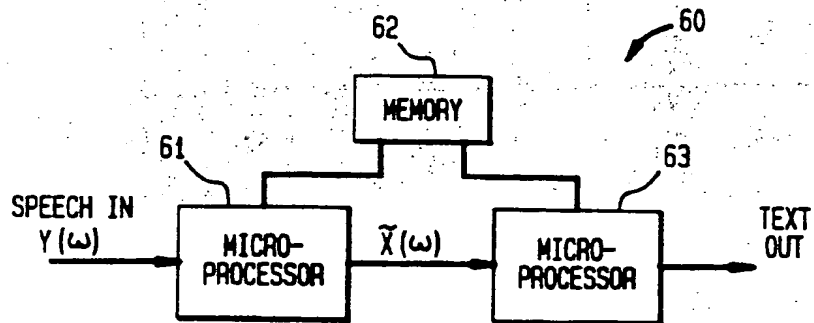 60
62
MEMORY
61
63
SPEECH IN
Y(ω)
MICRO-
PROCESSOR
X̃(ω)
MICRO-
PROCESSOR
TEXT
OUT